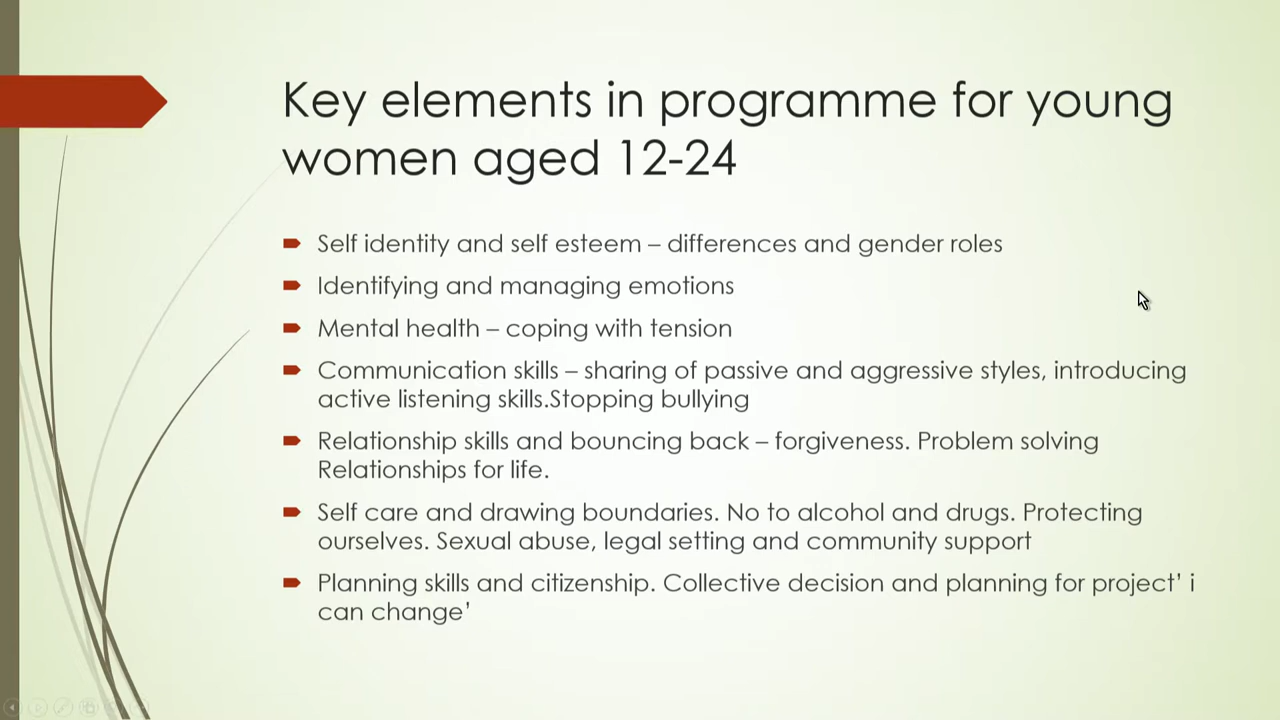 Key elements in programme for young
women aged 12-24
Self identity and self esteem – differences and gender roles
Identifying and managing emotions
Mental health – coping with tension
Communication skills – sharing of passive and aggressive styles, introducing
active listening skills.Stopping bullying
Relationship skills and bouncing back – forgiveness. Problem solving
Relationships for life.
Self care and drawing boundaries. No to alcohol and drugs. Protecting
ourselves. Sexual abuse, legal setting and community support
Planning skills and citizenship. Collective decision and planning for project’ i
can change’